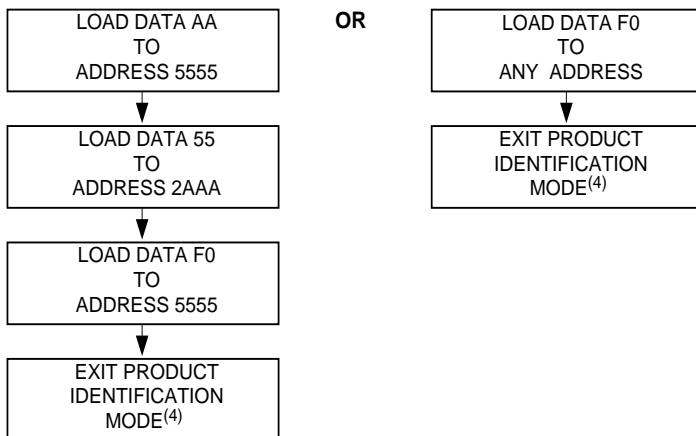 LOAD DATA AA
TO
ADDRESS 5555
LOAD DATA 55
TO
ADDRESS 2AAA
LOAD DATA F0
TO
ADDRESS 5555
EXIT PRODUCT
IDENTIFICATION
MODE(4)
OR
LOAD DATA F0
TO
ANY ADDRESS
EXIT PRODUCT
IDENTIFICATION
MODE(4)